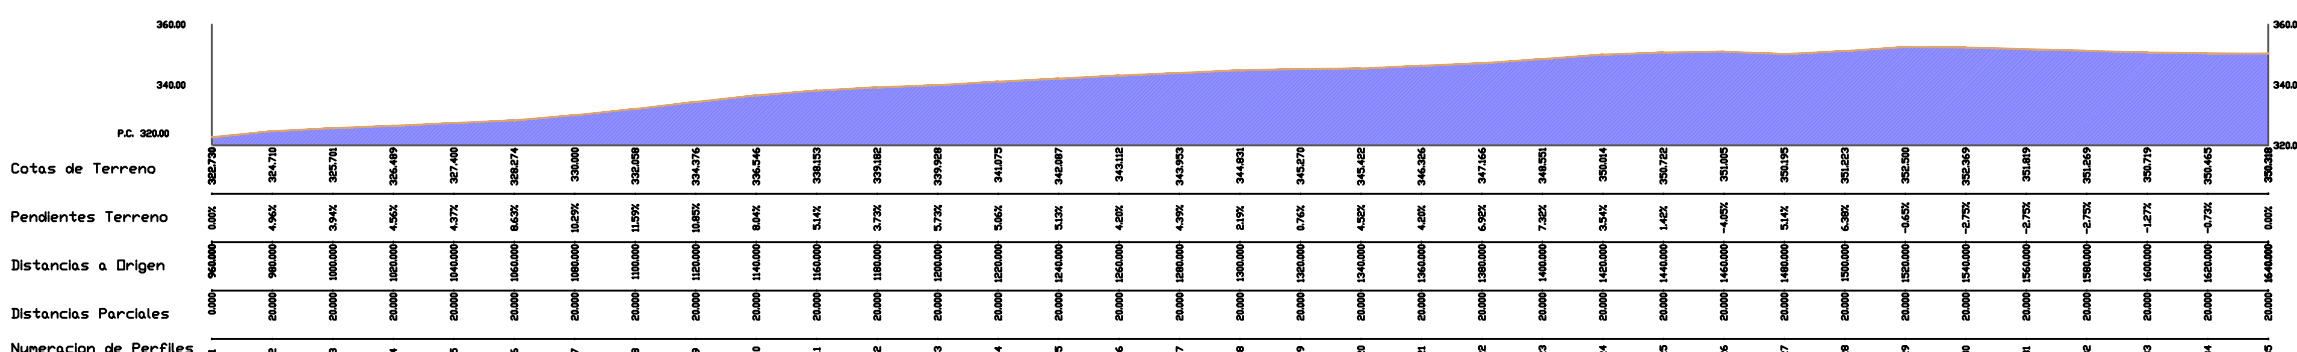 360.00 360.0
340.00 340.0
P.C. 320.00 320.0
Cotas de Terreno 322.730 324.710 325.701 326.489 327.400 328.274 330.000 332.058 334.376 336.546 338.153 339.182 339.928 341.075 342.087 343.112 343.953 344.831 345.270 345.422 346.326 347.166 348.551 350.014 350.722 351.005 350.195 351.223 352.500 352.369 351.819 351.269 350.719 350.465 350.318
Pendientes Terreno 0.00% 4.96% 3.94% 4.56% 4.37% 8.63% 10.29% 11.59% 10.85% 8.04% 5.14% 3.73% 5.73% 5.06% 5.13% 4.20% 4.39% 2.19% 0.76% 4.52% 4.20% 6.92% 7.32% 3.54% 1.42% -4.05% 5.14% 6.38% -0.65% -2.75% -2.75% -2.75% -1.27% -0.73% 0.00%
Distancias a Origen 960.000 980.000 1000.000 1020.000 1040.000 1060.000 1080.000 1100.000 1120.000 1140.000 1160.000 1180.000 1200.000 1220.000 1240.000 1260.000 1280.000 1300.000 1320.000 1340.000 1360.000 1380.000 1400.000 1420.000 1440.000 1460.000 1480.000 1500.000 1520.000 1540.000 1560.000 1580.000 1600.000 1620.000 1640.000
Distancias Parciales 0.000 20.000 20.000 20.000 20.000 20.000 20.000 20.000 20.000 20.000 20.000 20.000 20.000 20.000 20.000 20.000 20.000 20.000 20.000 20.000 20.000 20.000 20.000 20.000 20.000 20.000 20.000 20.000 20.000 20.000 20.000 20.000 20.000 20.000 20.000
Numeracion de Perfiles